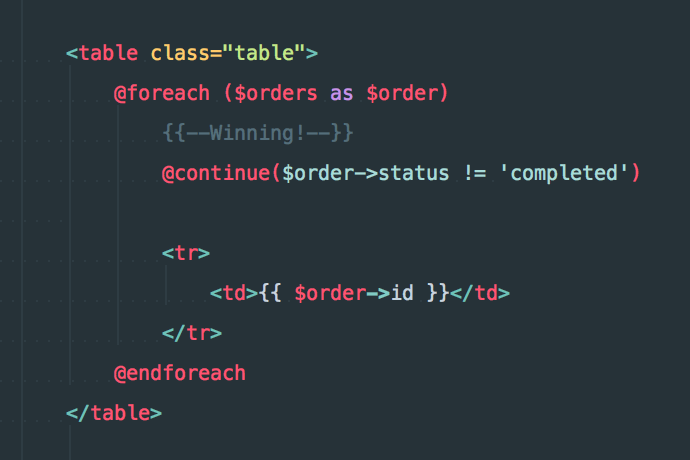 <table class="table">
@foreach ($orders as $order)
{{--Winning!--}}
@continue($order->status != 'completed')
<tr>
<td>{{ $order->id }}</td>
</tr>
@endforeach
</table>